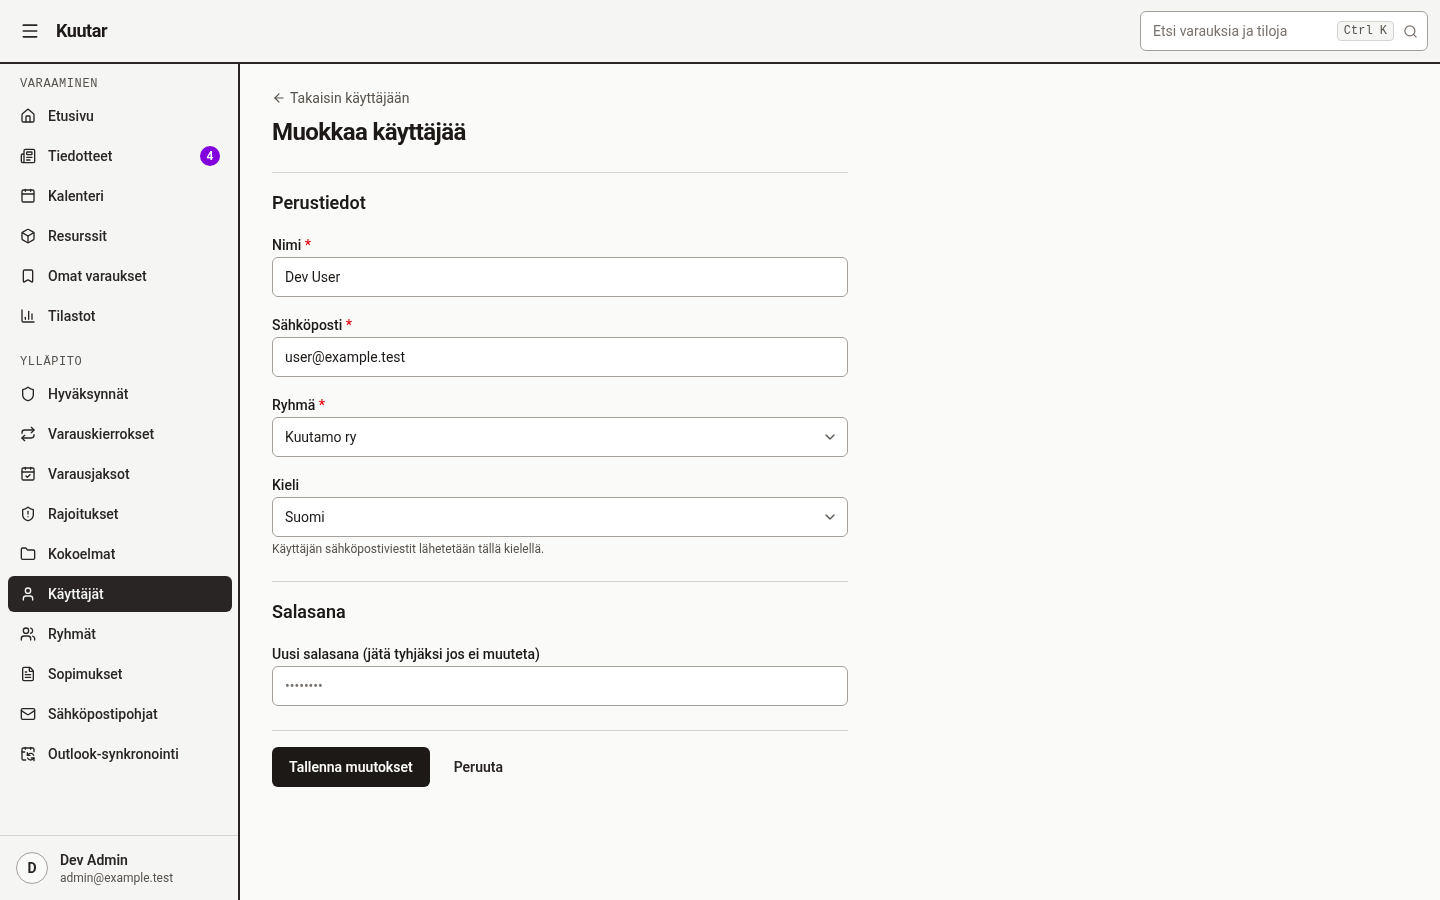 Kuutar
Etsi varauksia ja tiloja
Ctrl K
VARAAMINEN
Etusivu
Tiedotteet
4
Kalenteri
Resurssit
Omat varaukset
Tilastot
YLLÄPITO
Hyväksynnät
Varauskierrokset
Varausjaksot
Rajoitukset
Kokoelmat
Käyttäjät
Ryhmät
Sopimukset
Sähköpostipohjat
Outlook-synkronointi
D
Dev Admin
admin@example.test
Takaisin käyttäjään
Muokkaa käyttäjää
Perustiedot
Nimi *
Dev User
Sähköposti *
user@example.test
Ryhmä *
Kuutamo ry
Kieli
Suomi
Käyttäjän sähköpostiviestit lähetetään tällä kielellä.
Salasana
Uusi salasana (jätä tyhjäksi jos ei muuteta)
••••••••
Tallenna muutokset
Peruuta